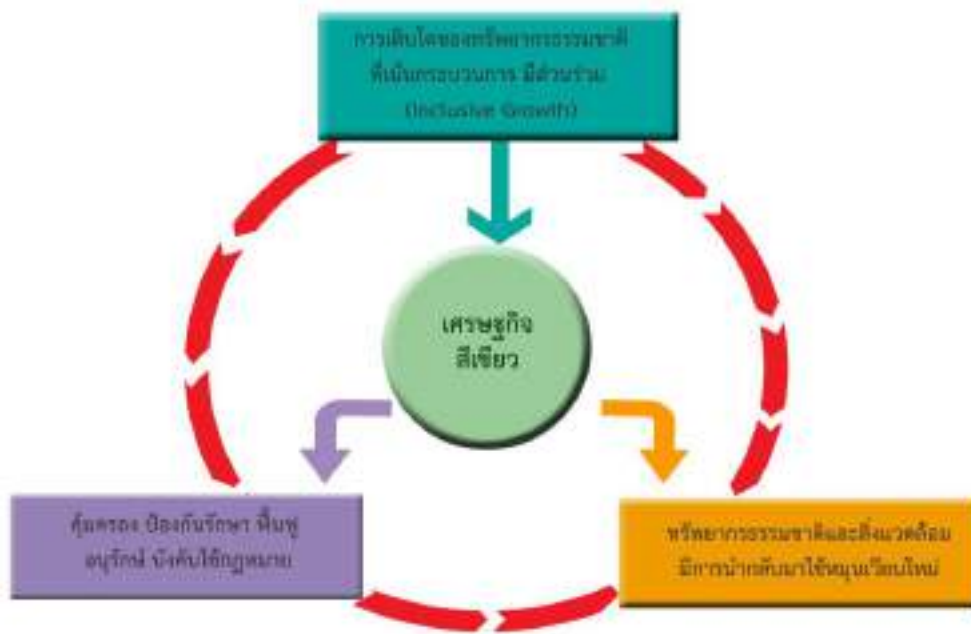 การเติบโตของทรัพยากรธรรมชาติ
ที่เน้นกระบวนการ มีส่วนร่วม
(Inclusive Growth)
เศรษฐกิจ
สีเขียว
คุ้มครอง ป้องกันรักษา ฟื้นฟู
อนุรักษ์ บังคับใช้กฎหมาย
ทรัพยากรธรรมชาติและสิ่งแวดล้อม
มีการนำกลับมาใช้หมุนเวียนใหม่